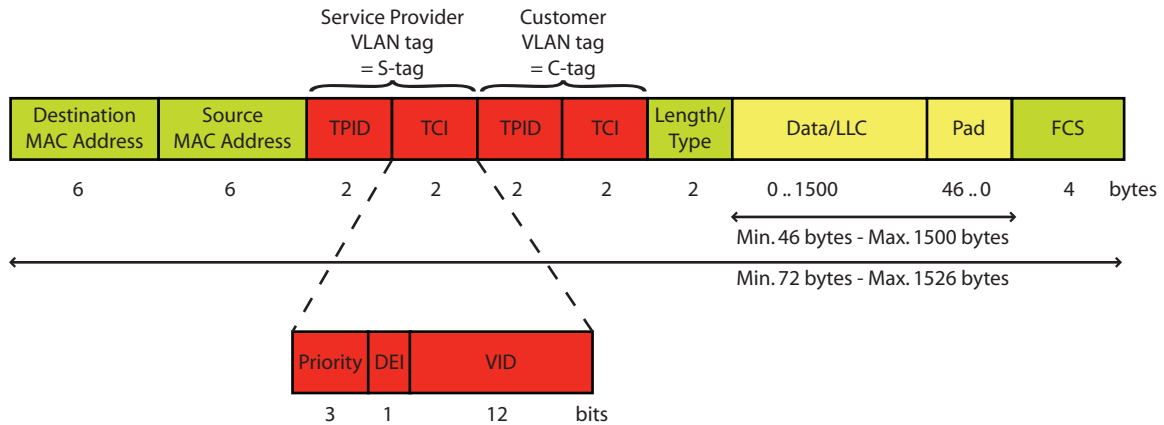 Service Provider
VLAN tag
= S-tag
Customer
VLAN tag
= C-tag
Destination
MAC Address
Source
MAC Address
TPID
TCI
TPID
TCI
Length/
Type
Data/LLC
Pad
FCS
6
6
2
2
2
2
2
0 .. 1500
46 .. 0
4
bytes
Min. 46 bytes - Max. 1500 bytes
Min. 72 bytes - Max. 1526 bytes
Priority
DEI
VID
3
1
12
bits